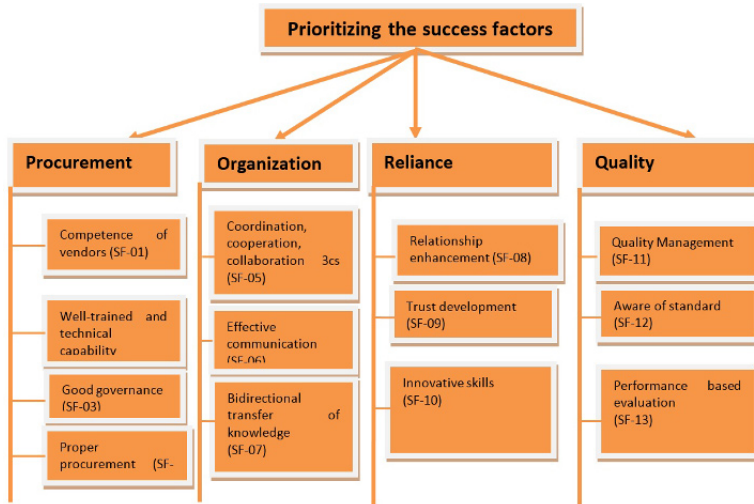 Prioritizing the success factors
Procurement
Competence of
vendors (SF-01)
Well-trained and
technical
capability
Good governance
(SF-03)
Proper
procurement (SF-
Organization
Coordination,
cooperation,
collaboration 3cs
(SF-05)
Effective
communication
(SF-06)
Bidirectional
transfer of
knowledge
(SF-07)
Reliance
Relationship
enhancement (SF-08)
Trust development
(SF-09)
Innovative skills
(SF-10)
Quality
Quality Management
(SF-11)
Aware of standard
(SF-12)
Performance based
evaluation
(SF-13)